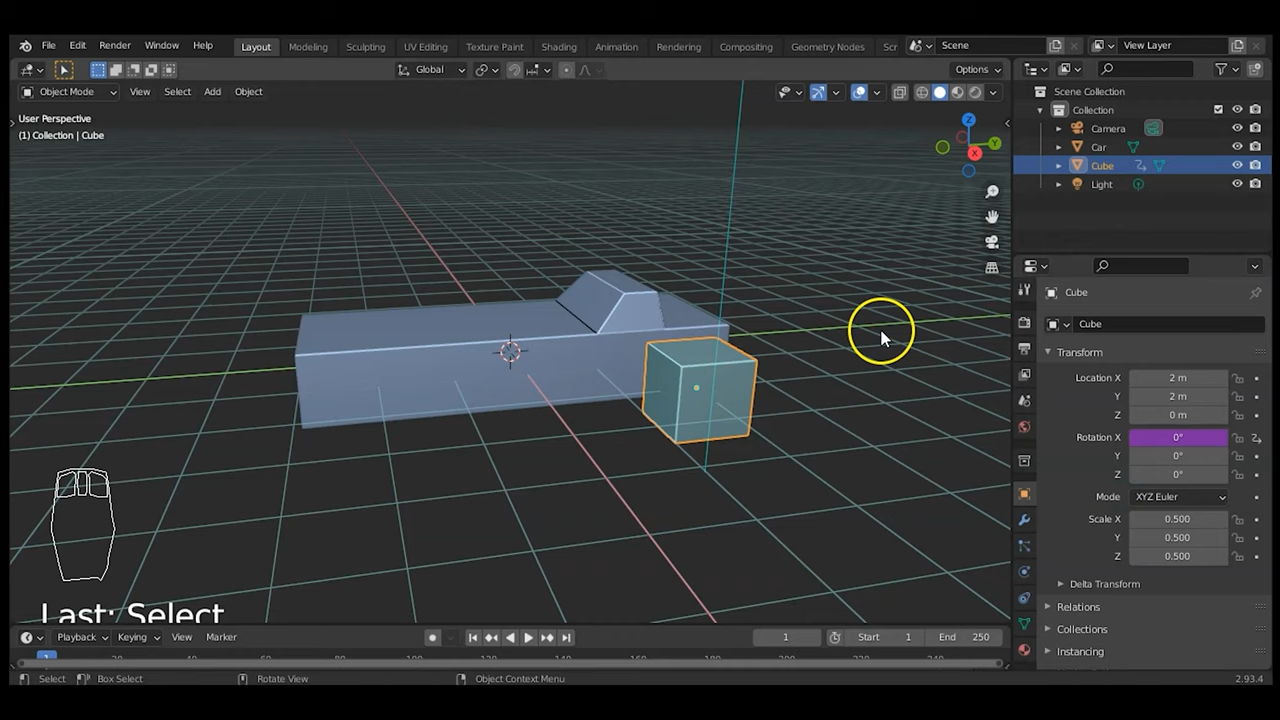 File Edit Render Window Help Layout Modeling Sculpting UV Editing Texture Paint Shading Animation Rendering Compositing Geometry Nodes Scr Scene View Layer
Global Options
Object Mode View Select Add Object
User Perspective
(1) Collection | Cube
Z
Y
X
Scene Collection
Collection
Camera
Car
Cube
Light
Cube
Cube
Transform
Location X 2 m
Y 2 m
Z 0 m
Rotation X 0°
Y 0°
Z 0°
Mode XYZ Euler
Scale X 0.500
Y 0.500
Z 0.500
Delta Transform
Relations
Collections
Instancing
Last: Select
Playback Keying View Marker 1 Start 1 End 250
1
Select Box Select Rotate View Object Context Menu 2.93.4